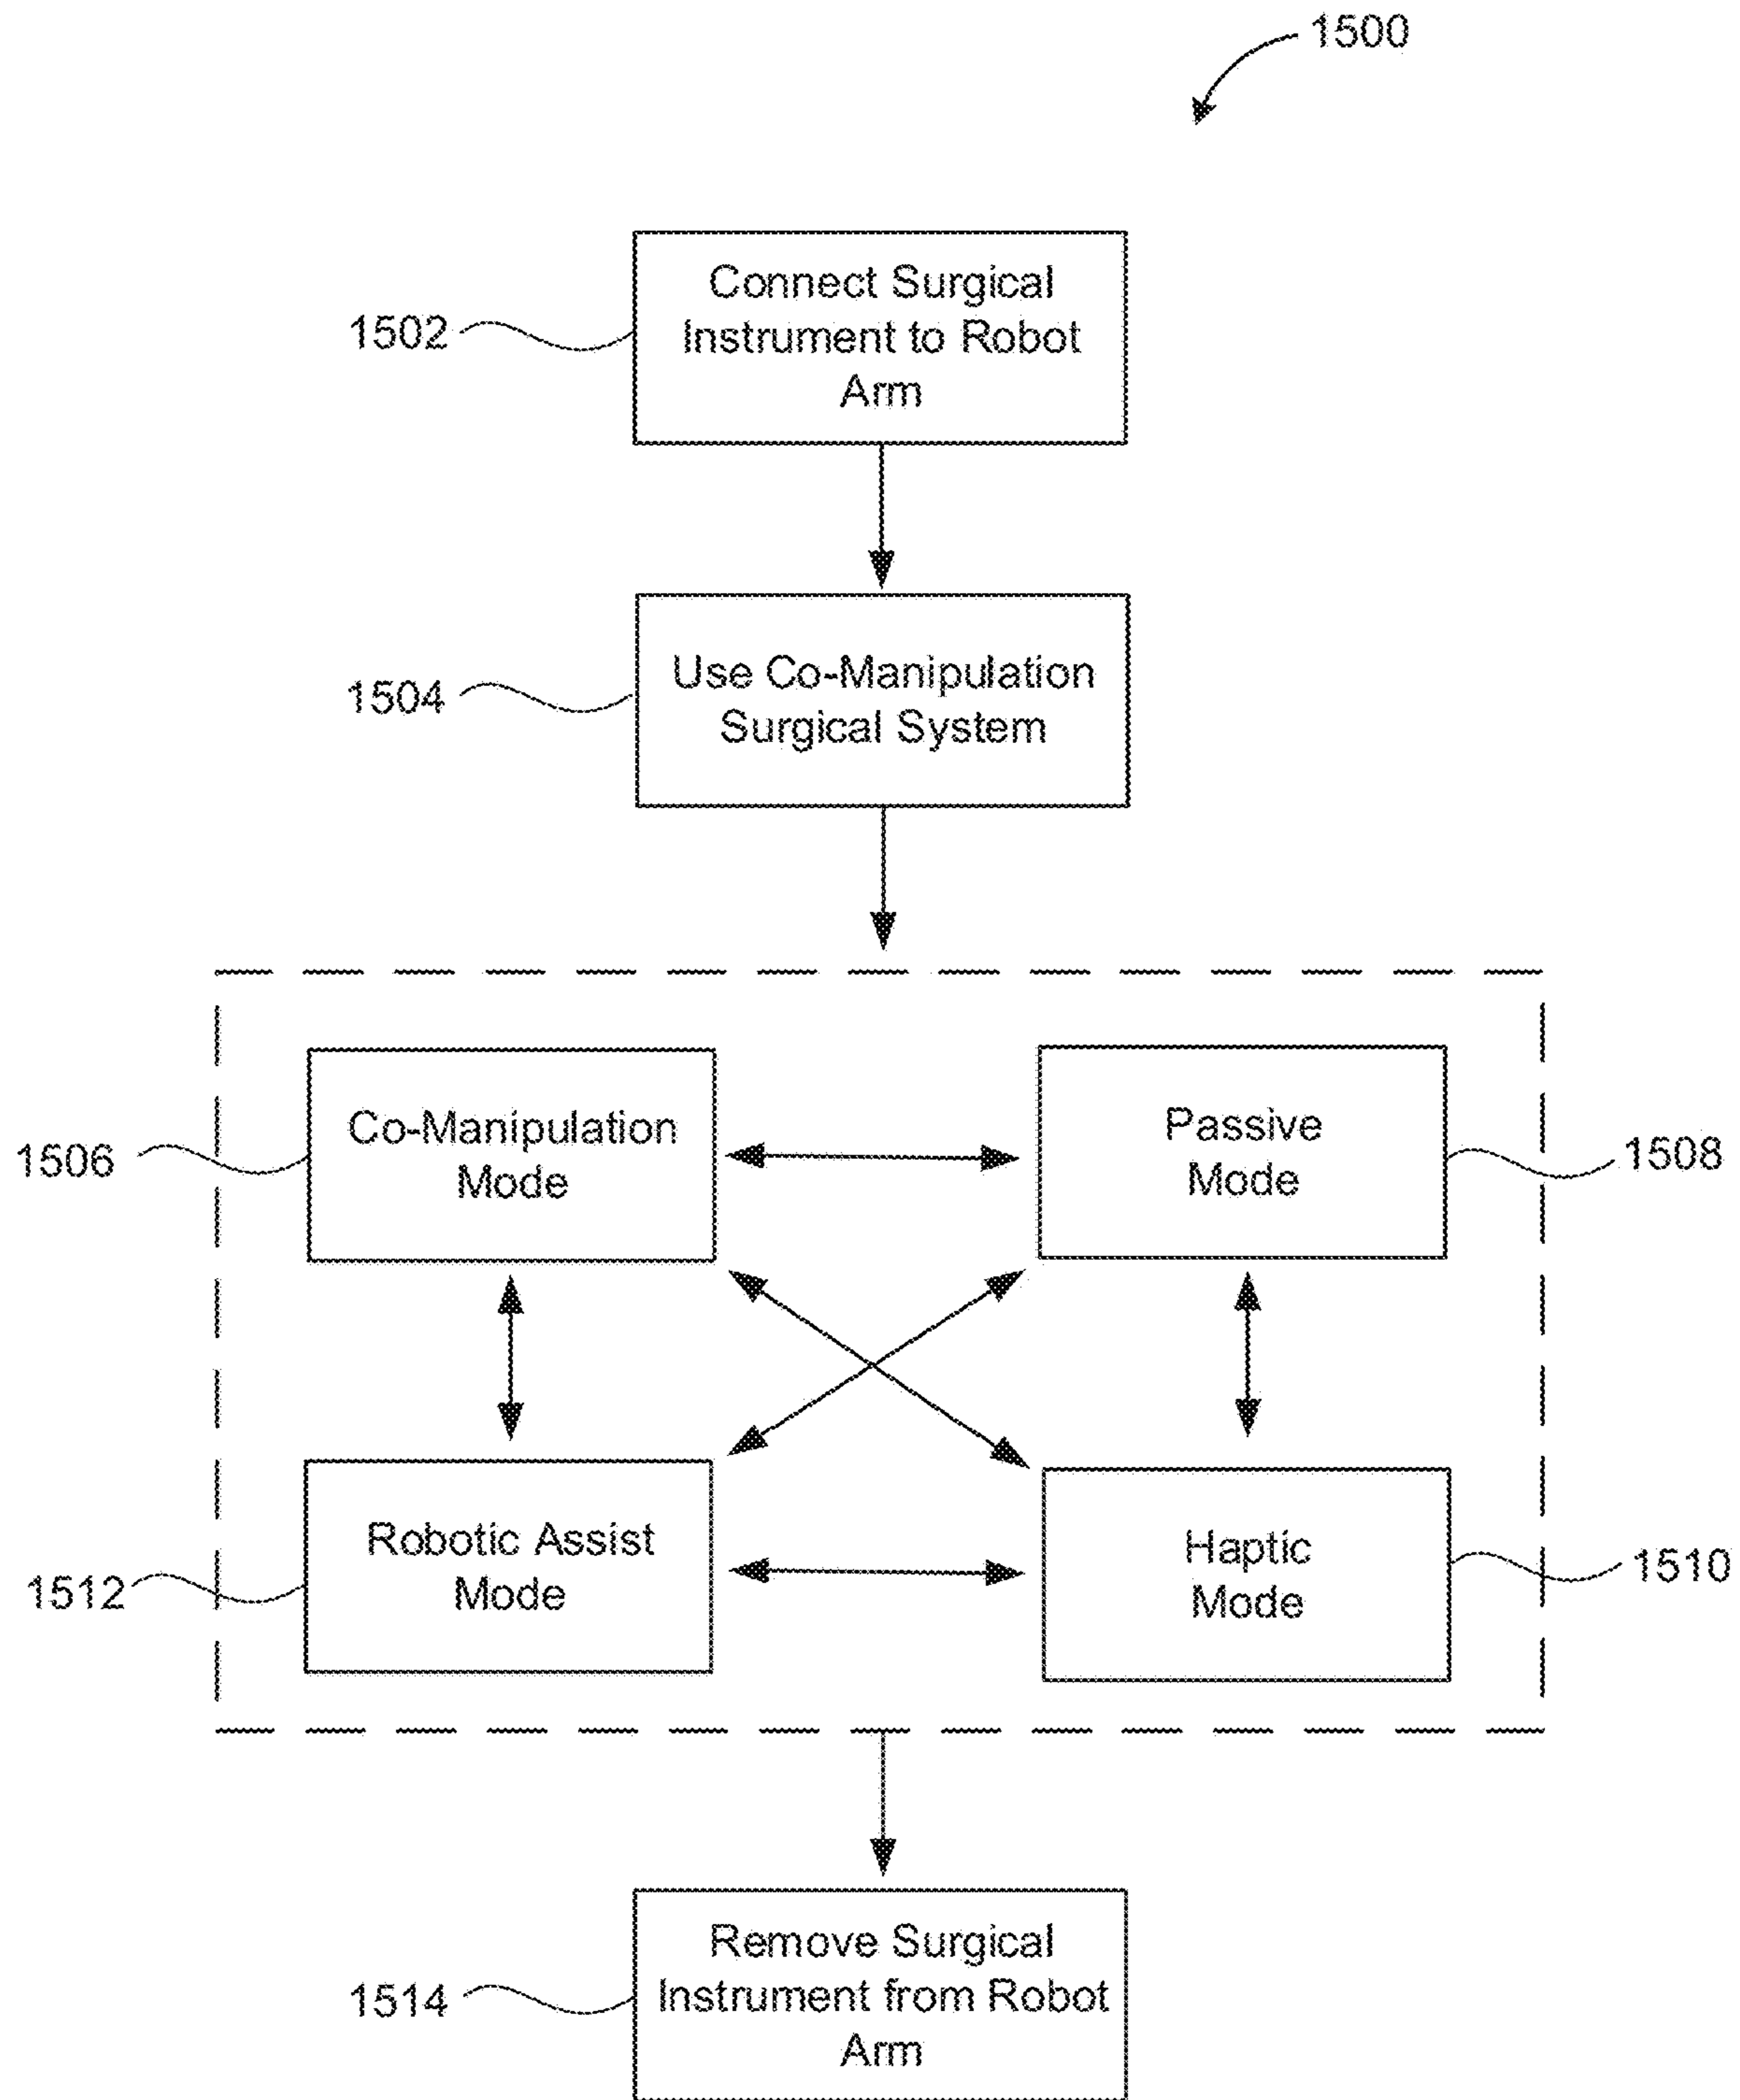 1500
Connect Surgical
Instrument to Robot
Arm
1502
Use Co-Manipulation
Surgical System
1504
Co-Manipulation
Mode
1506
Passive
Mode
1508
Robotic Assist
Mode
1512
Haptic
Mode
1510
Remove Surgical
Instrument from Robot
Arm
1514